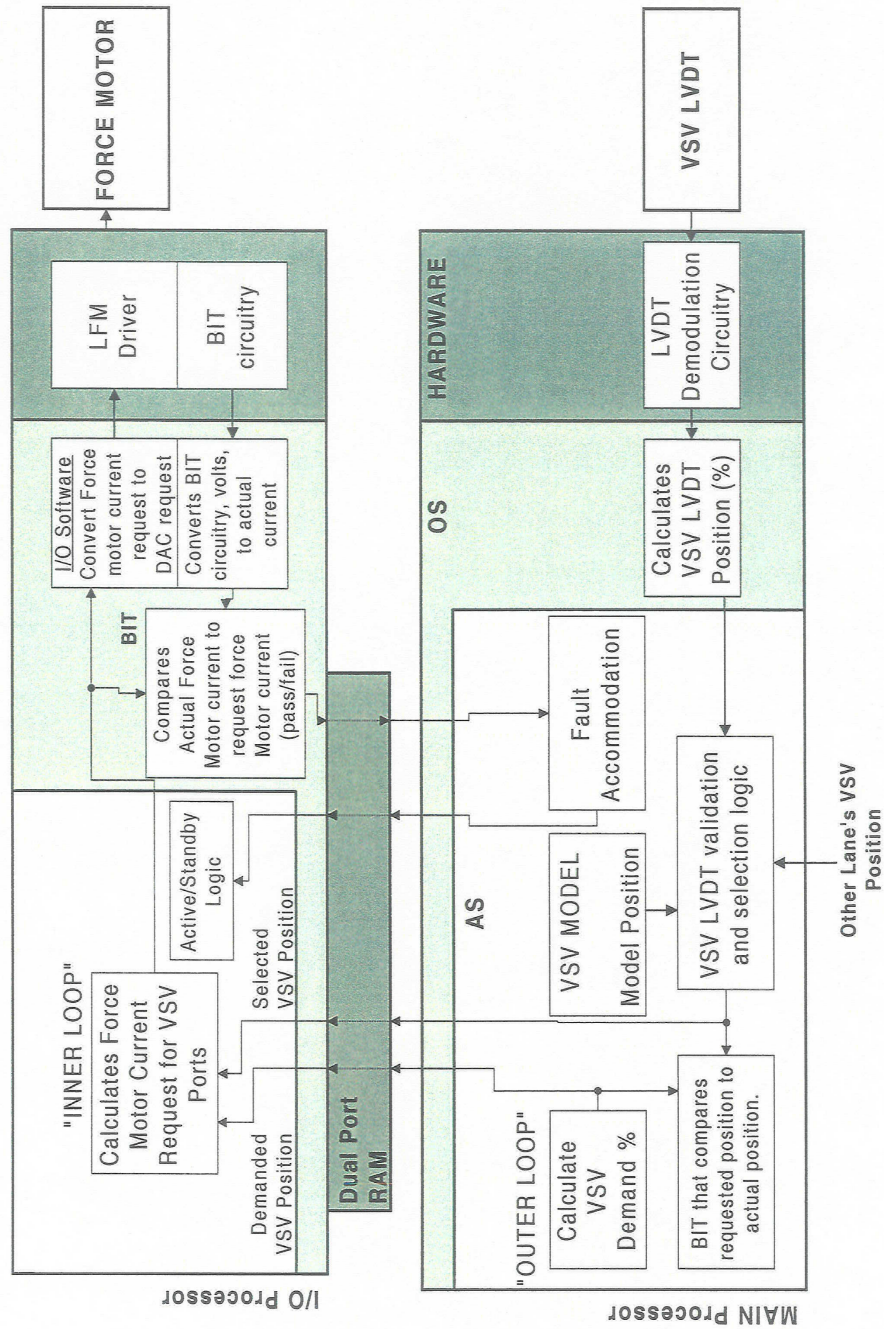 FORCE MOTOR
LFM
Driver
BIT
circuitry
I/O Software
Convert Force
motor current
request to
DAC request
Converts BIT
circuitry, volts,
to actual
current
BIT
Compares
Actual Force
Motor current to
request force
Motor current
(pass/fail)
"INNER LOOP"
Calculates Force
Motor Current
Request for VSV
Ports
Active/Standby
Logic
Selected
VSV Position
Demanded
VSV Position
I/O Processor
Dual Port
RAM
VSV LVDT
HARDWARE
LVDT
Demodulation
Circuitry
OS
Calculates
VSV LVDT
Position (%)
AS
Fault
Accommodation
VSV MODEL
Model Position
VSV LVDT validation
and selection logic
"OUTER LOOP"
Calculate
VSV
Demand %
BIT that compares
requested position to
actual position.
MAIN Processor
Other Lane's VSV
Position